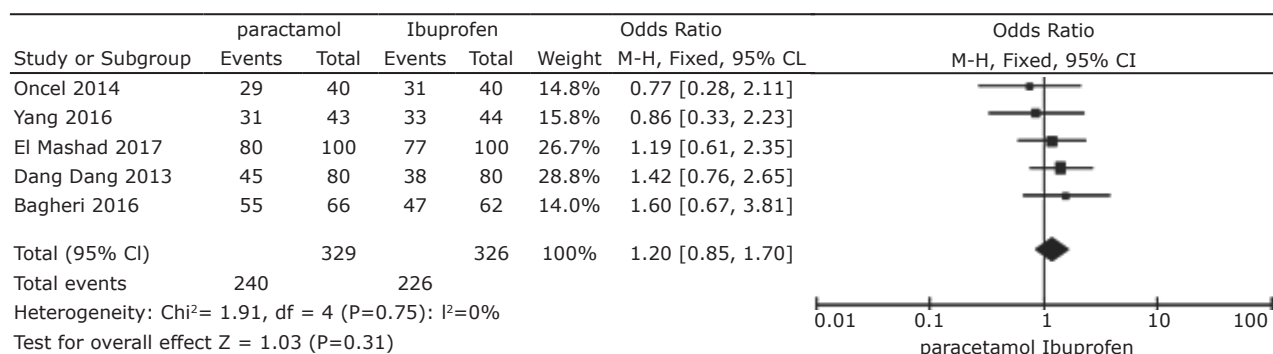 paractamol Ibuprofen Odds Ratio Odds Ratio
Study or Subgroup Events Total Events Total Weight M-H, Fixed, 95% CL M-H, Fixed, 95% CI
Oncel 2014 29 40 31 40 14.8% 0.77 [0.28, 2.11]
Yang 2016 31 43 33 44 15.8% 0.86 [0.33, 2.23]
El Mashad 2017 80 100 77 100 26.7% 1.19 [0.61, 2.35]
Dang Dang 2013 45 80 38 80 28.8% 1.42 [0.76, 2.65]
Bagheri 2016 55 66 47 62 14.0% 1.60 [0.67, 3.81]
Total (95% Cl) 329 326 100% 1.20 [0.85, 1.70]
Total events 240 226
Heterogeneity: Chi²= 1.91, df = 4 (P=0.75): l²=0%
Test for overall effect Z = 1.03 (P=0.31)
0.01 0.1 1 10 100
paracetamol Ibuprofen